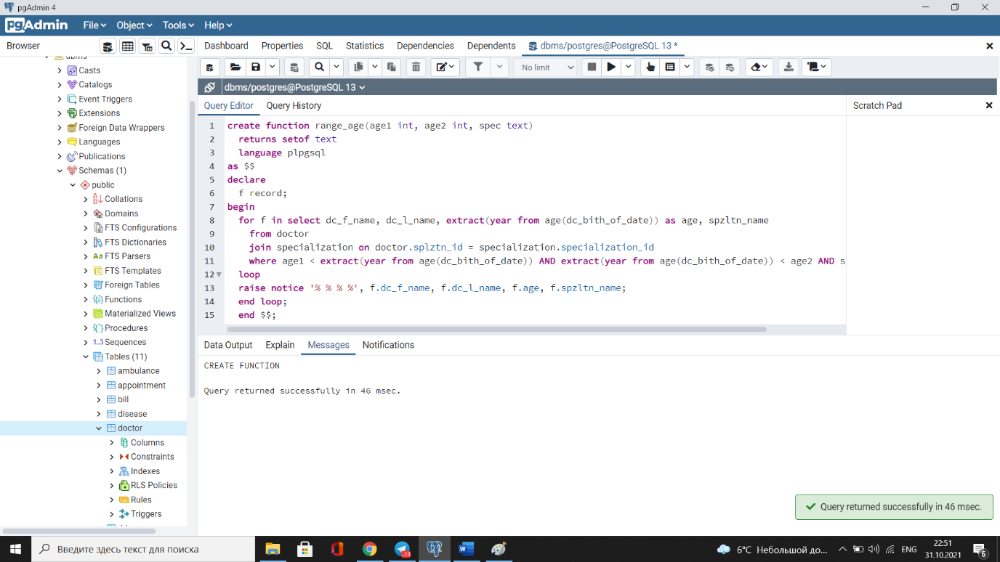 pgAdmin 4
pgAdmin File Object Tools Help
Browser
Dashboard Properties SQL Statistics Dependencies Dependents dbms/postgres@PostgreSQL 13 *
No limit
dbms/postgres@PostgreSQL 13
Query Editor Query History
Scratch Pad
dbms
Casts
Catalogs
Event Triggers
Extensions
Foreign Data Wrappers
Languages
Publications
Schemas (1)
public
Collations
Domains
FTS Configurations
FTS Dictionaries
Aa FTS Parsers
FTS Templates
Foreign Tables
Functions
Materialized Views
Procedures
1..3 Sequences
Tables (11)
ambulance
appointment
bill
disease
doctor
Columns
Constraints
Indexes
RLS Policies
Rules
Triggers
1 create function range_age(age1 int, age2 int, spec text)
2 returns setof text
3 language plpgsql
4 as $$
5 declare
6 f record;
7 begin
8 for f in select dc_f_name, dc_l_name, extract(year from age(dc_bith_of_date)) as age, spzltn_name
9 from doctor
10 join specialization on doctor.splztn_id = specialization.specialization_id
11 where age1 < extract(year from age(dc_bith_of_date)) AND extract(year from age(dc_bith_of_date)) < age2 AND s
12 loop
13 raise notice '% % % %', f.dc_f_name, f.dc_l_name, f.age, f.spzltn_name;
14 end loop;
15 end $$;
Data Output Explain Messages Notifications
CREATE FUNCTION
Query returned successfully in 46 msec.
Query returned successfully in 46 msec.
Введите здесь текст для поиска
13
6°C Небольшой до...
ENG
22:51
31.10.2021
6